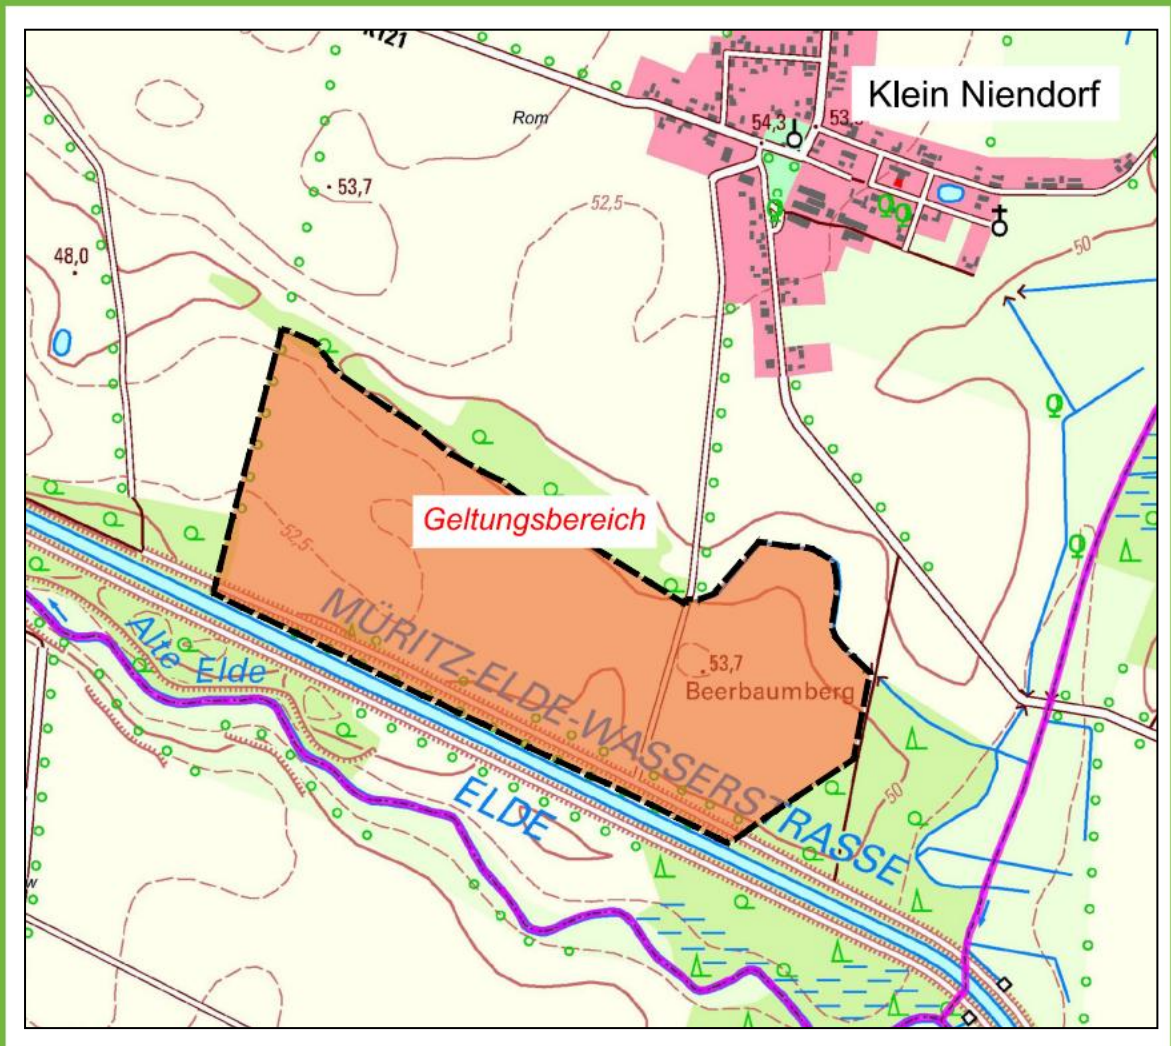 K121
Klein Niendorf
Rom
54,3
53,7
52,5
48,0
50
Geltungsbereich
52,5
MÜRITZ-ELDE-WASSERSTRASSE
Alte Elde
53,7
Beerbaumberg
ELDE
50